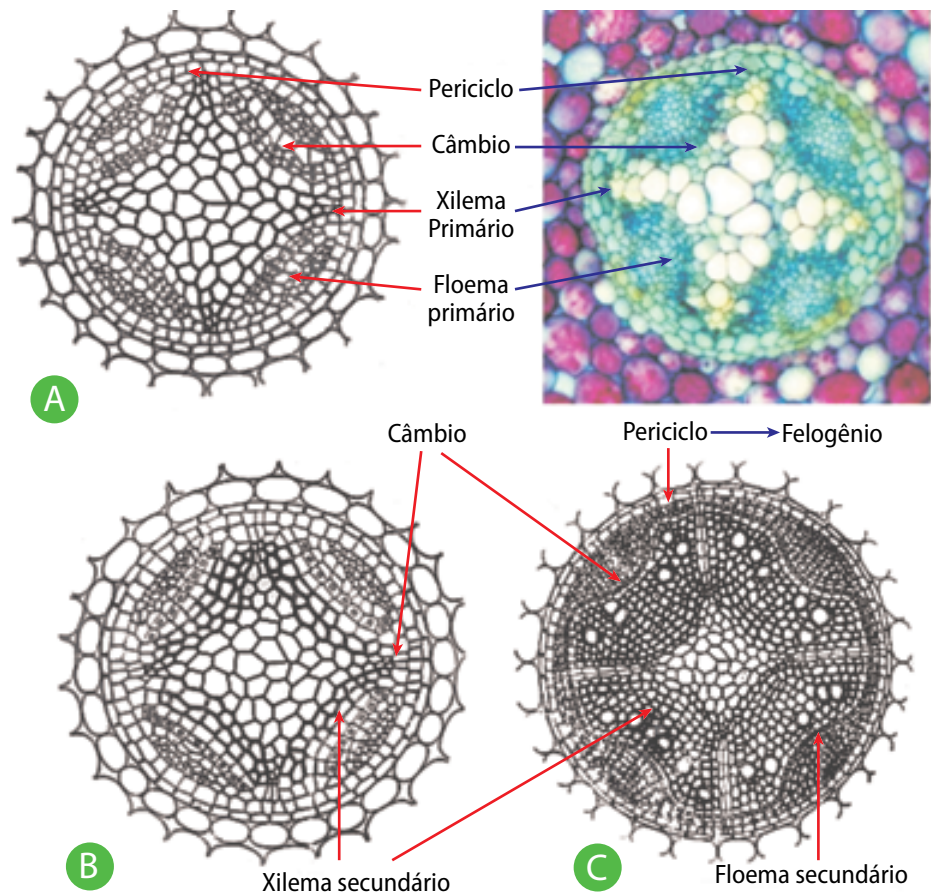 Periciclo
Câmbio
Xilema
Primário
Floema
primário
A
Câmbio
Periciclo
Felogênio
B
C
Xilema secundário
Floema secundário